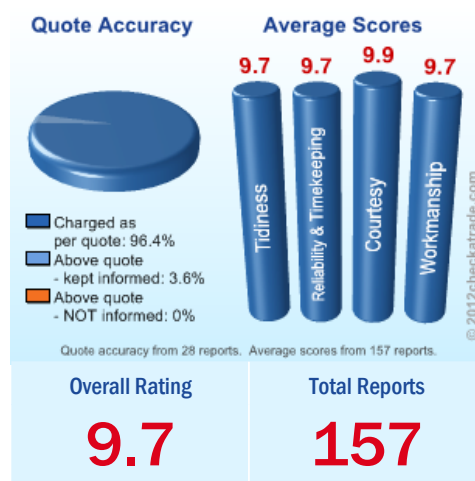 Quote Accuracy
Average Scores
9.7
9.7
9.9
9.7
Tidiness
Reliability & Timekeeping
Courtesy
Workmanship
Charged as
per quote: 96.4%
Above quote
- kept informed: 3.6%
Above quote
- NOT informed: 0%
© 2012checkatrade.com
Quote accuracy from 28 reports. Average scores from 157 reports.
Overall Rating
Total Reports
9.7
157